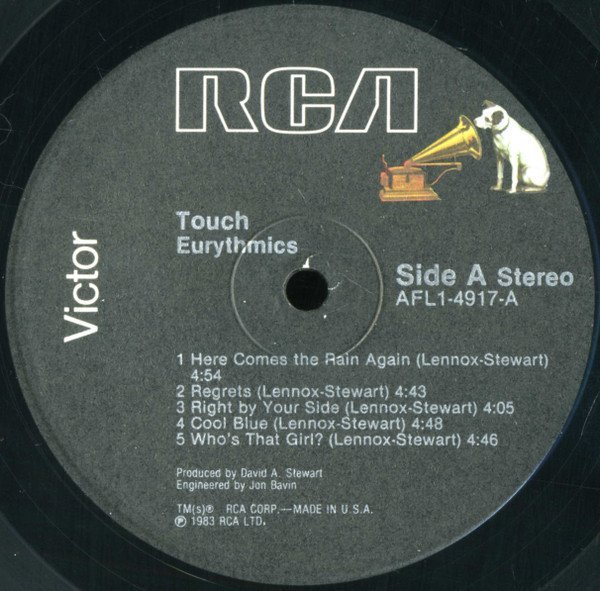 RCA
Victor
Touch
Eurythmics
Side A Stereo
AFL1-4917-A
1 Here Comes the Rain Again (Lennox-Stewart)
4:54
2 Regrets (Lennox-Stewart) 4:43
3 Right by Your Side (Lennox-Stewart) 4:05
4 Cool Blue (Lennox-Stewart) 4:48
5 Who's That Girl? (Lennox-Stewart) 4:46
Produced by David A. Stewart
Engineered by Jon Bavin
TM(s)® RCA CORP.—MADE IN U.S.A.
℗ 1983 RCA LTD.